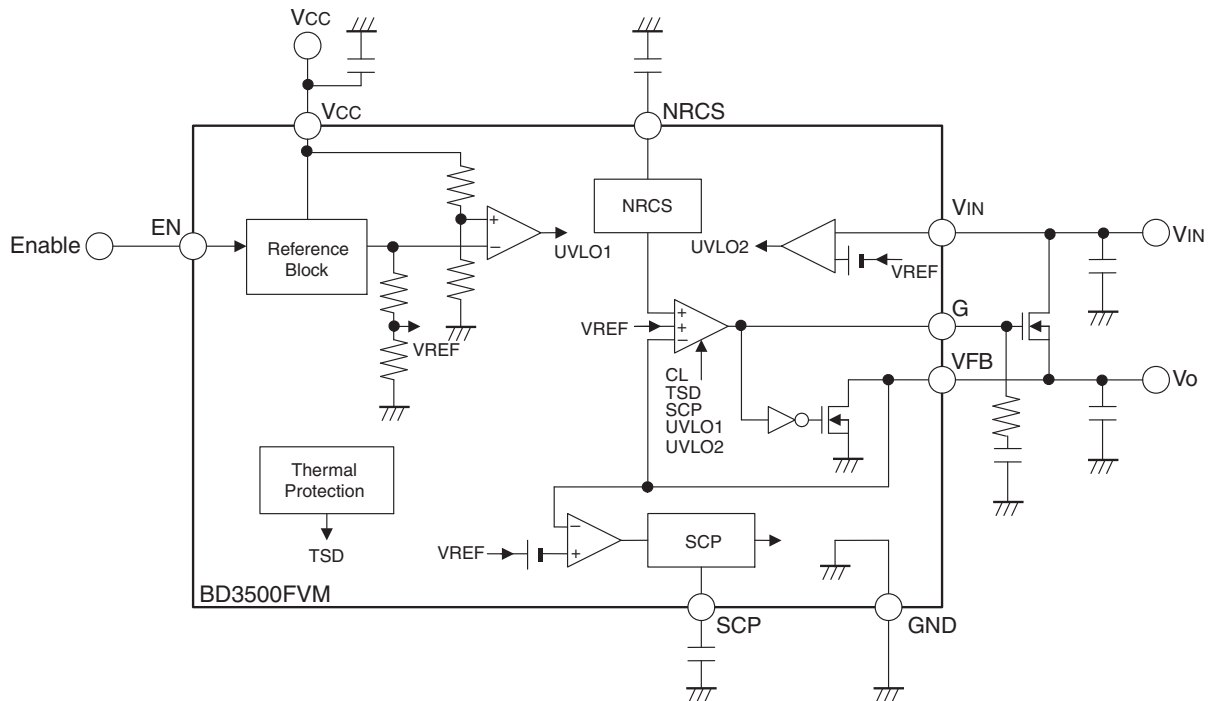 VCC
VCC
NRCS
EN
Enable
Reference
Block
+
−
UVLO1
VREF
NRCS
UVLO2
VREF
VIN
VIN
VREF
+
+
−
G
VFB
Vo
CL
TSD
SCP
UVLO1
UVLO2
Thermal
Protection
TSD
VREF
−
+
SCP
BD3500FVM
SCP
GND